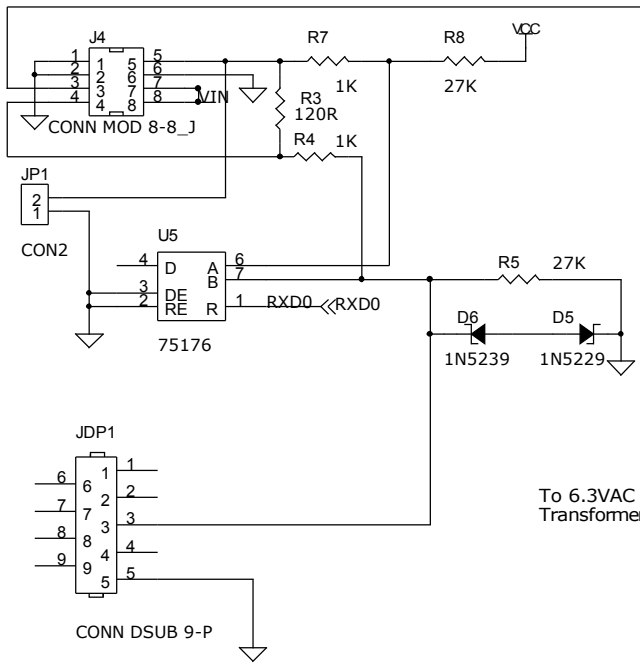 J4
R7
R8
VCC
1 1 5 5
2 2 6 6
3 3 7 7
4 4 8 8
VIN
1K
27K
R3
120R
CONN MOD 8-8_J
R4 1K
JP1
2
1
CON2
U5
4 D A 6
B 7
3 DE
2 RE R 1
RXD0 RXD0
75176
R5 27K
D6 D5
1N5239 1N5229
JDP1
1 1
6 6
2 2
7 7
3 3
8 8
4 4
9 9
5 5
To 6.3VAC
Transformer
CONN DSUB 9-P